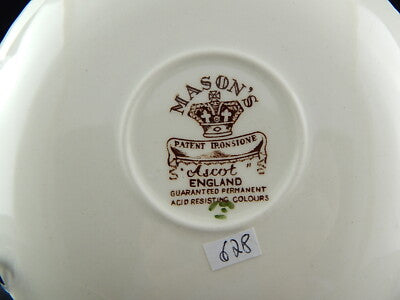 MASON'S
PATENT IRONSTONE
"Ascot"
ENGLAND
GUARANTEED PERMANENT
ACID RESISTING COLOURS
628